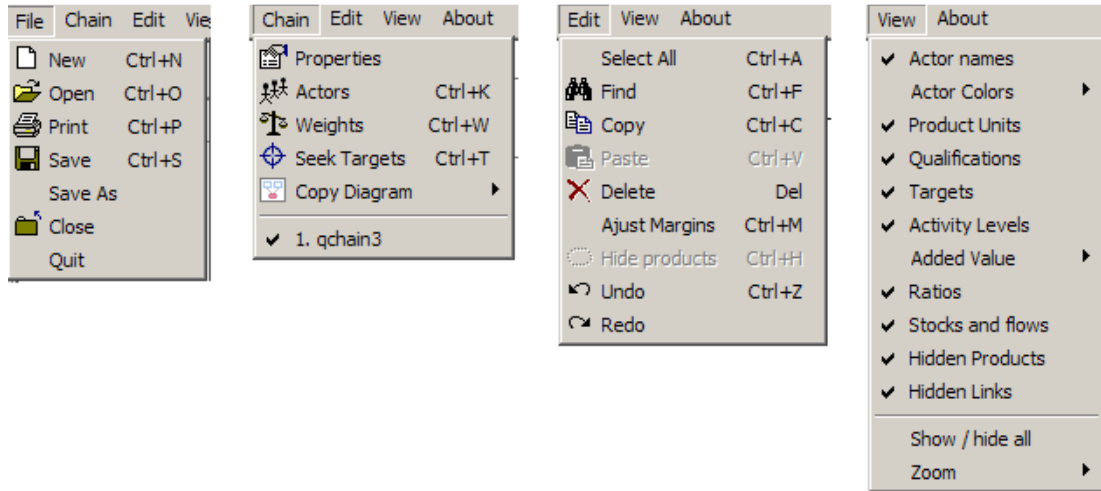 File Chain Edit Vie
New Ctrl+N
Open Ctrl+O
Print Ctrl+P
Save Ctrl+S
Save As
Close
Quit
Chain Edit View About
Properties
Actors Ctrl+K
Weights Ctrl+W
Seek Targets Ctrl+T
Copy Diagram
1. qchain3
Edit View About
Select All Ctrl+A
Find Ctrl+F
Copy Ctrl+C
Paste Ctrl+V
Delete Del
Ajust Margins Ctrl+M
Hide products Ctrl+H
Undo Ctrl+Z
Redo
View About
Actor names
Actor Colors
Product Units
Qualifications
Targets
Activity Levels
Added Value
Ratios
Stocks and flows
Hidden Products
Hidden Links
Show / hide all
Zoom